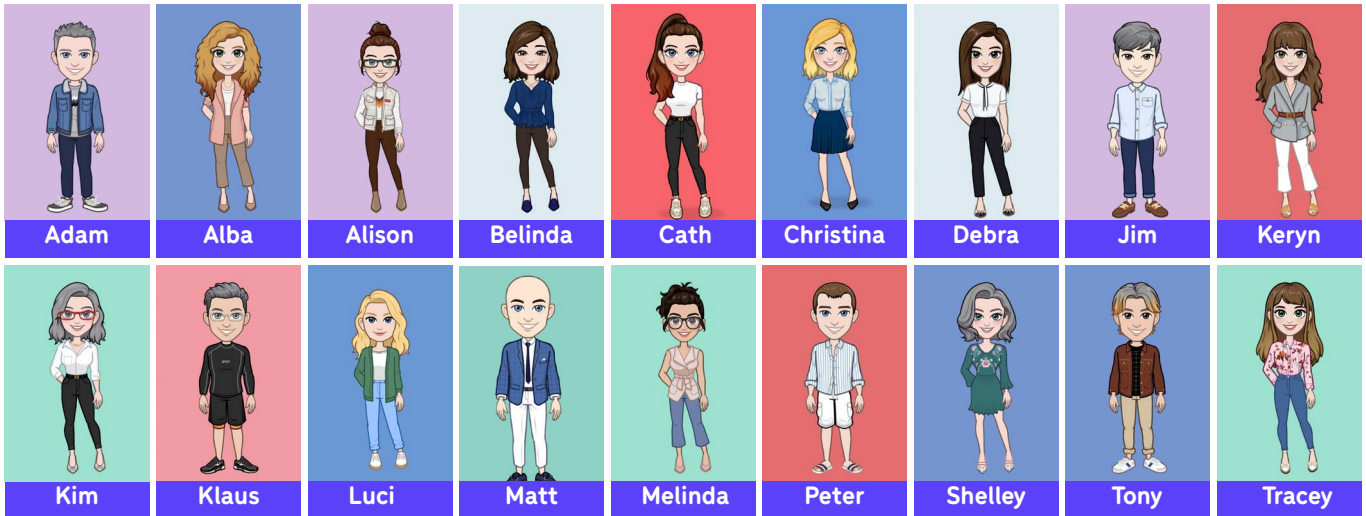 Adam
Alba
Alison
Belinda
Cath
Christina
Debra
Jim
Keryn
Kim
Klaus
Luci
Matt
Melinda
Peter
Shelley
Tony
Tracey